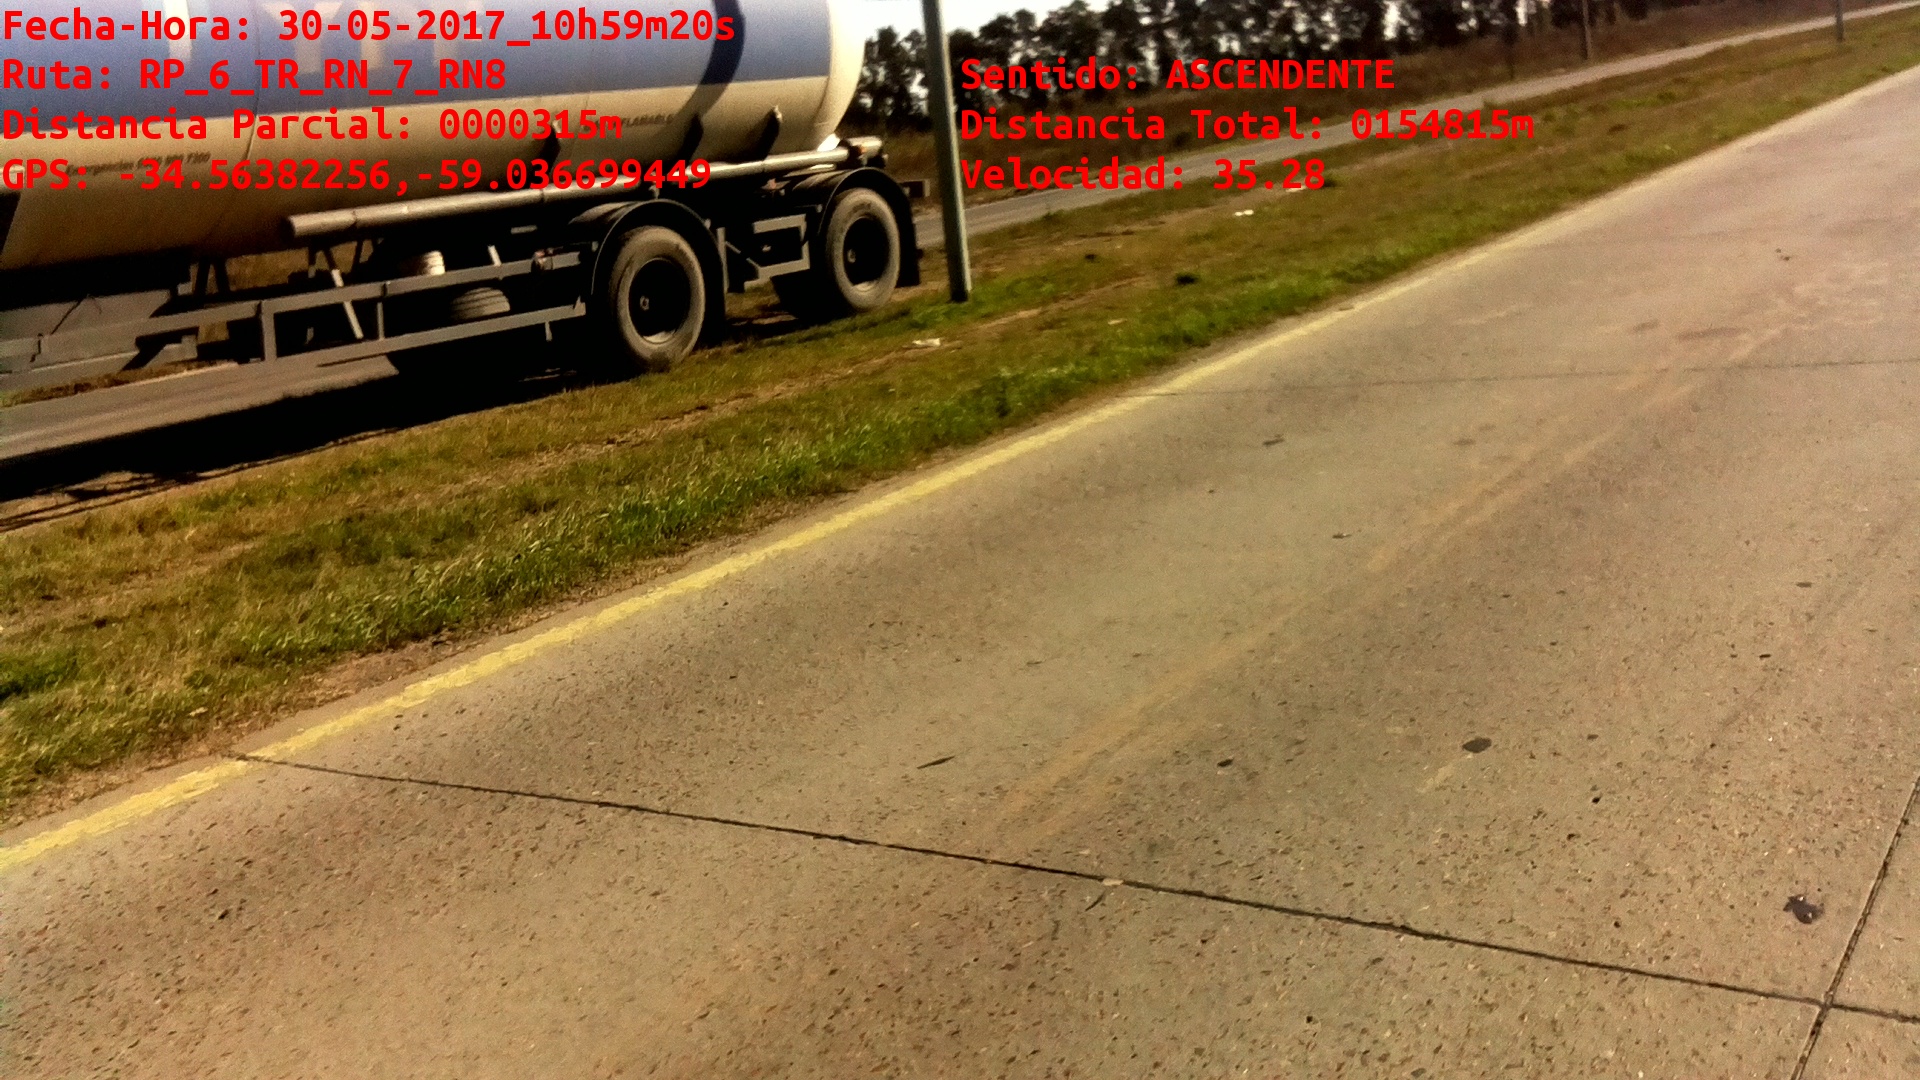 Fecha-Hora: 30-05-2017_10h59m20s
Ruta: RP_6_TR_RN_7_RN8
Sentido: ASCENDENTE
Distancia Parcial: 0000315m
Distancia Total: 0154815m
GPS: -34.56382256,-59.036699449
Velocidad: 35.28